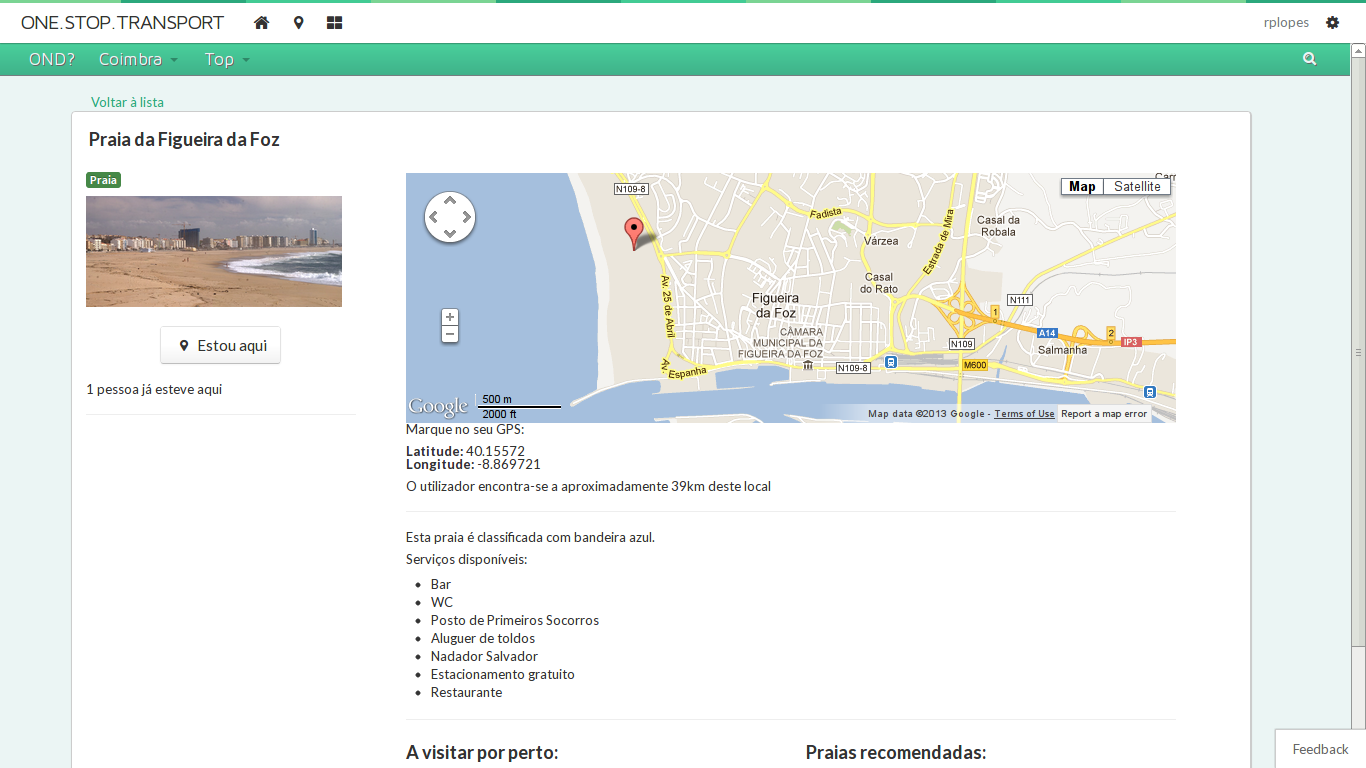 ONE.STOP.TRANSPORT
rplopes
OND?
Coimbra
Top
Voltar à lista
Praia da Figueira da Foz
Praia
Estou aqui
1 pessoa já esteve aqui
N109-8
Fadista
Várzea
Estrada de Mira
Casal da
Robala
Map
Satellite
Casal
do Rato
Av. 25 de Abril
Figueira
da Foz
N111
1
A14
2
IP3
CÂMARA
MUNICIPAL DA
FIGUEIRA DA FOZ
N109
Salmanha
Av. Espanha
N109-8
M600
Google
500 m
2000 ft
Map data ©2013 Google - Terms of Use
Report a map error
Marque no seu GPS:
Latitude: 40.15572
Longitude: -8.869721
O utilizador encontra-se a aproximadamente 39km deste local
Esta praia é classificada com bandeira azul.
Serviços disponíveis:
Bar
WC
Posto de Primeiros Socorros
Aluguer de toldos
Nadador Salvador
Estacionamento gratuito
Restaurante
A visitar por perto:
Praias recomendadas:
Feedback